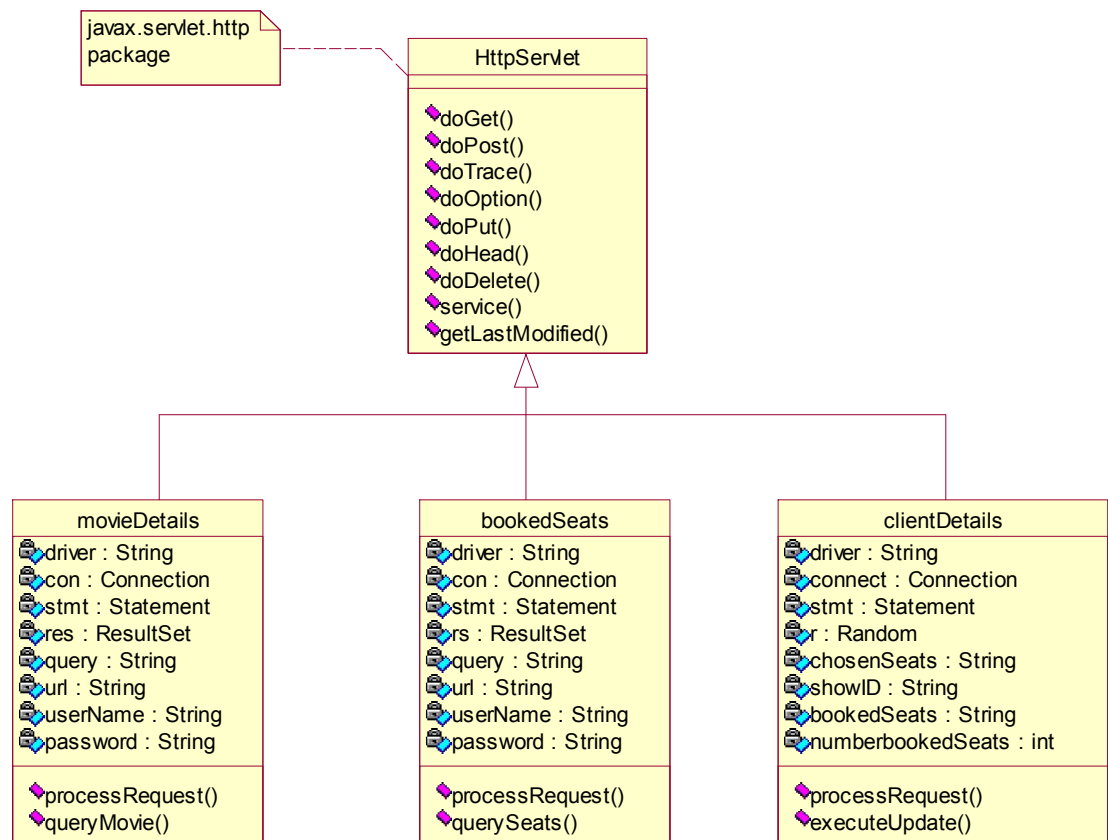 javax.servlet.http
package
HttpServlet
doGet()
doPost()
doTrace()
doOption()
doPut()
doHead()
doDelete()
service()
getLastModified()
movieDetails
driver : String
con : Connection
stmt : Statement
res : ResultSet
query : String
url : String
userName : String
password : String
processRequest()
queryMovie()
bookedSeats
driver : String
con : Connection
stmt : Statement
rs : ResultSet
query : String
url : String
userName : String
password : String
processRequest()
querySeats()
clientDetails
driver : String
connect : Connection
stmt : Statement
r : Random
chosenSeats : String
showID : String
bookedSeats : String
numberbookedSeats : int
processRequest()
executeUpdate()